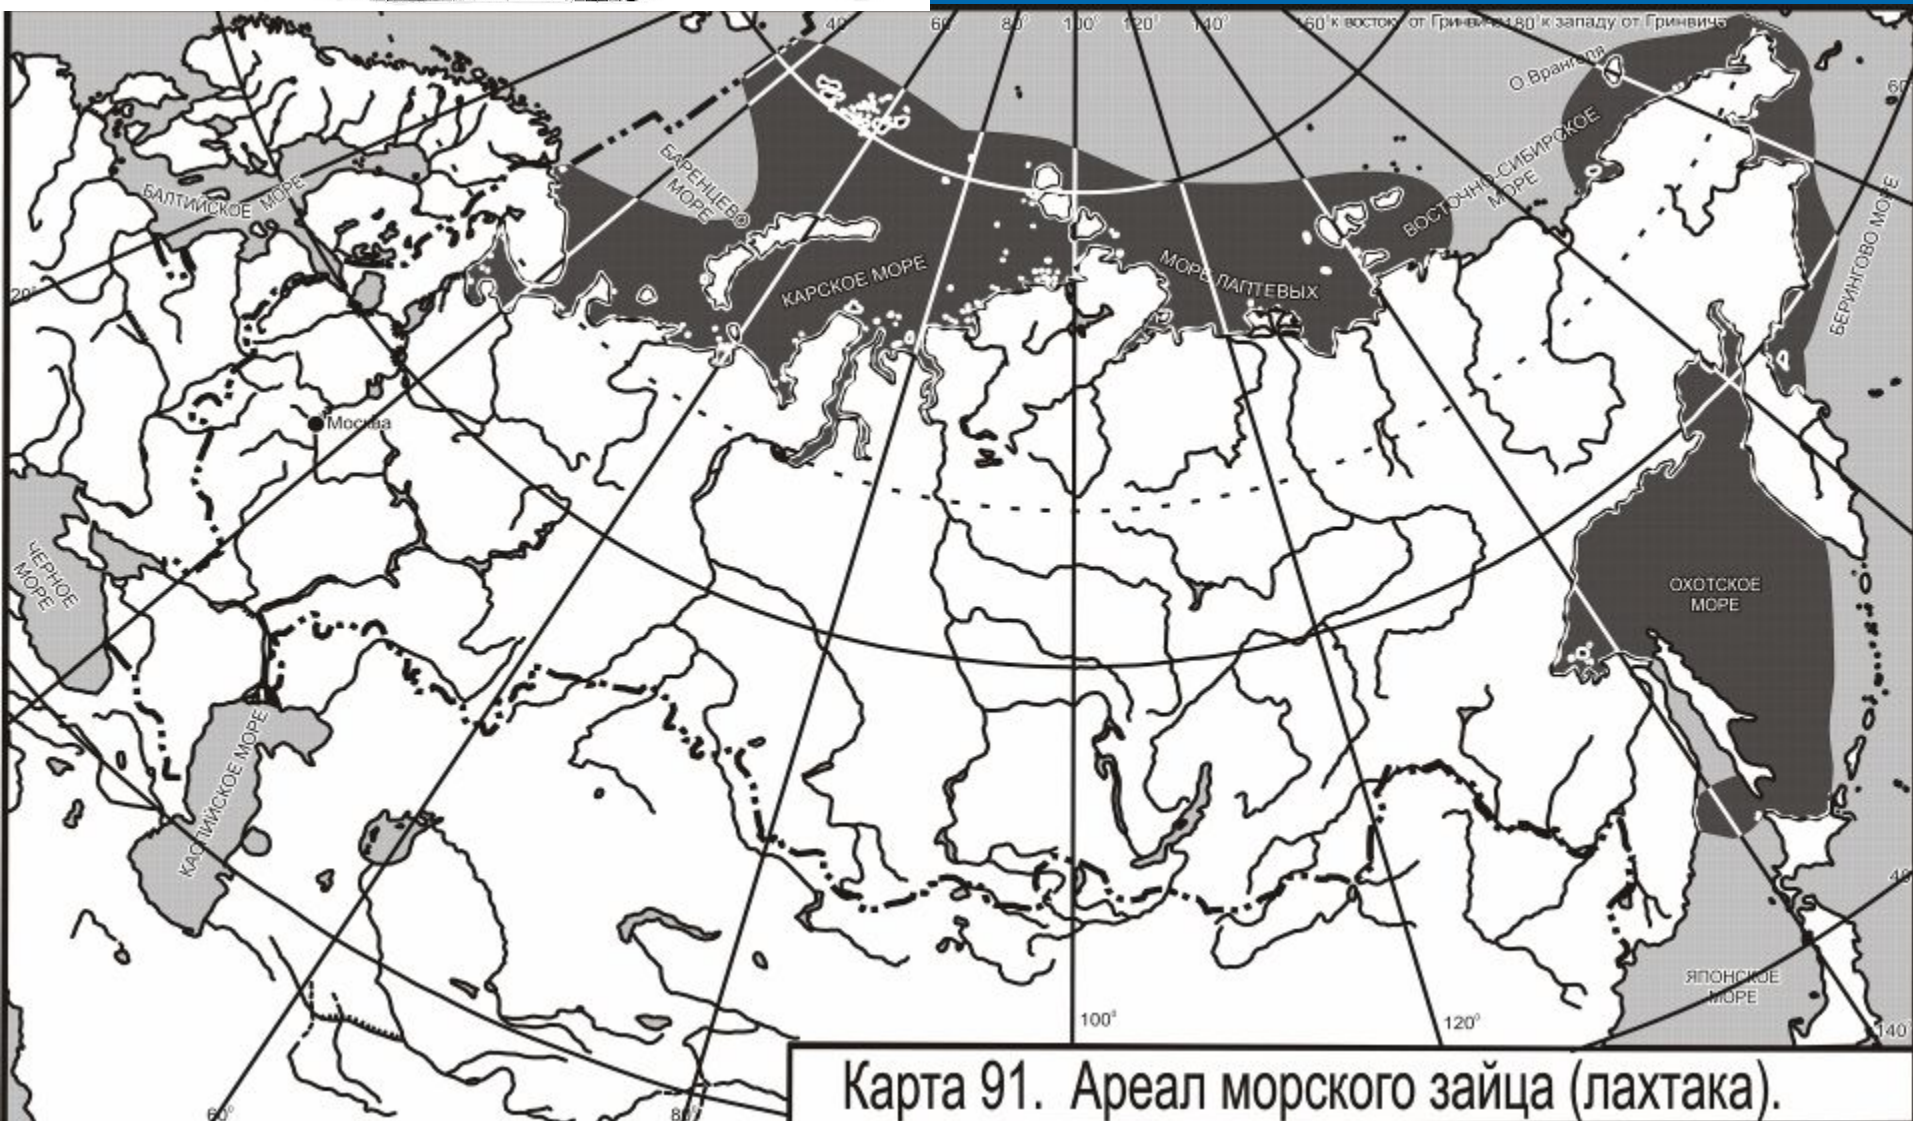 40°
60°
80°
100°
120°
140°
160° к востоку от Гринвича 180° к западу от Гринвича
О.Врангеля
60
БАРЕНЦЕВО
МОРЕ
БАЛТИЙСКОЕ МОРЕ
ВОСТОЧНО-СИБИРСКОЕ
МОРЕ
БЕРИНГОВО МОРЕ
20°
КАРСКОЕ МОРЕ
МОРЕ ЛАПТЕВЫХ
Москва
ЧЕРНОЕ
МОРЕ
ОХОТСКОЕ
МОРЕ
КАСПИЙСКОЕ МОРЕ
40
ЯПОНСКОЕ
МОРЕ
100°
120°
140°
60°
80°
Карта 91. Ареал морского зайца (лахтака).